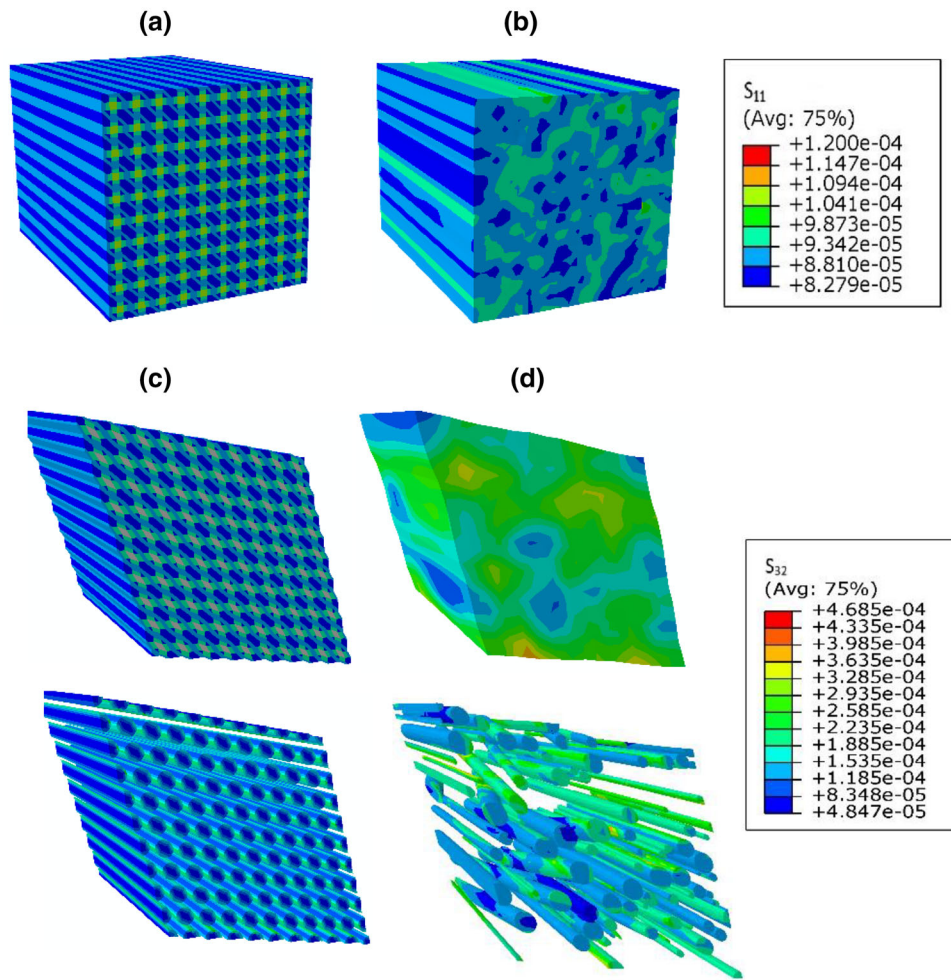 (a)
(b)
S11
(Avg: 75%)
+1.200e-04
+1.147e-04
+1.094e-04
+1.041e-04
+9.873e-05
+9.342e-05
+8.810e-05
+8.279e-05
(c)
(d)
S32
(Avg: 75%)
+4.685e-04
+4.335e-04
+3.985e-04
+3.635e-04
+3.285e-04
+2.935e-04
+2.585e-04
+2.235e-04
+1.885e-04
+1.535e-04
+1.185e-04
+8.348e-05
+4.847e-05